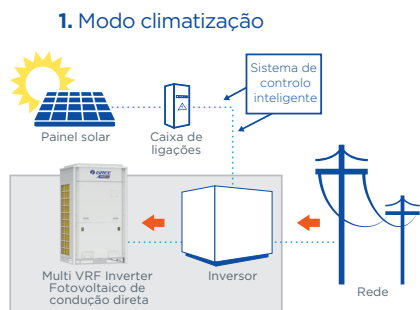 1. Modo climatização
Sistema de
controlo
inteligente
Painel solar
Caixa de
ligações
GREE
Multi VRF Inverter
Fotovoltaico de
condução direta
Inversor
Rede